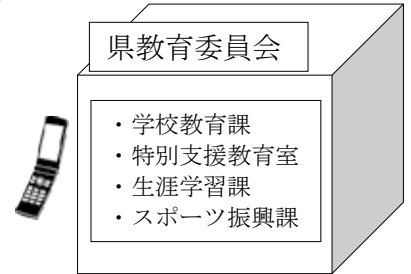 県教育委員会
・学校教育課
・特別支援教育室
・生涯学習課
・スポーツ振興課